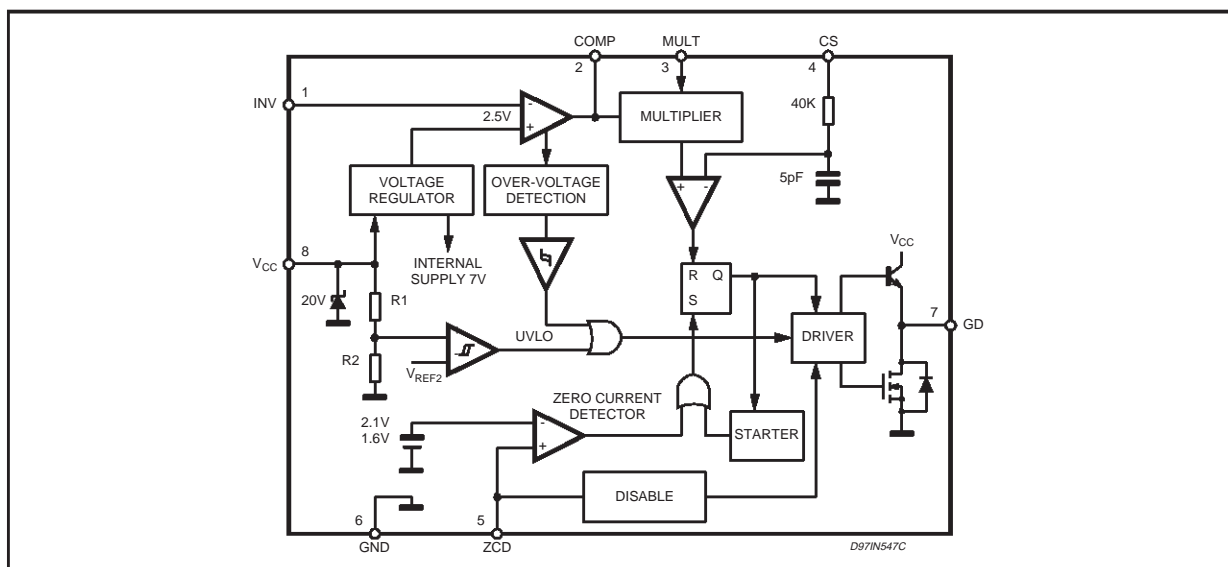 COMP MULT CS
2 3 4
1
INV
2.5V
-
+
MULTIPLIER
40K
5pF
+ -
VOLTAGE
REGULATOR
OVER-VOLTAGE
DETECTION
VCC
8
INTERNAL
SUPPLY 7V
20V
R1
R Q
S
VCC
7
GD
DRIVER
UVLO
R2
-
VREF2
ZERO CURRENT
DETECTOR
2.1V
1.6V
-
+
STARTER
DISABLE
6 5
GND ZCD
D97IN547C